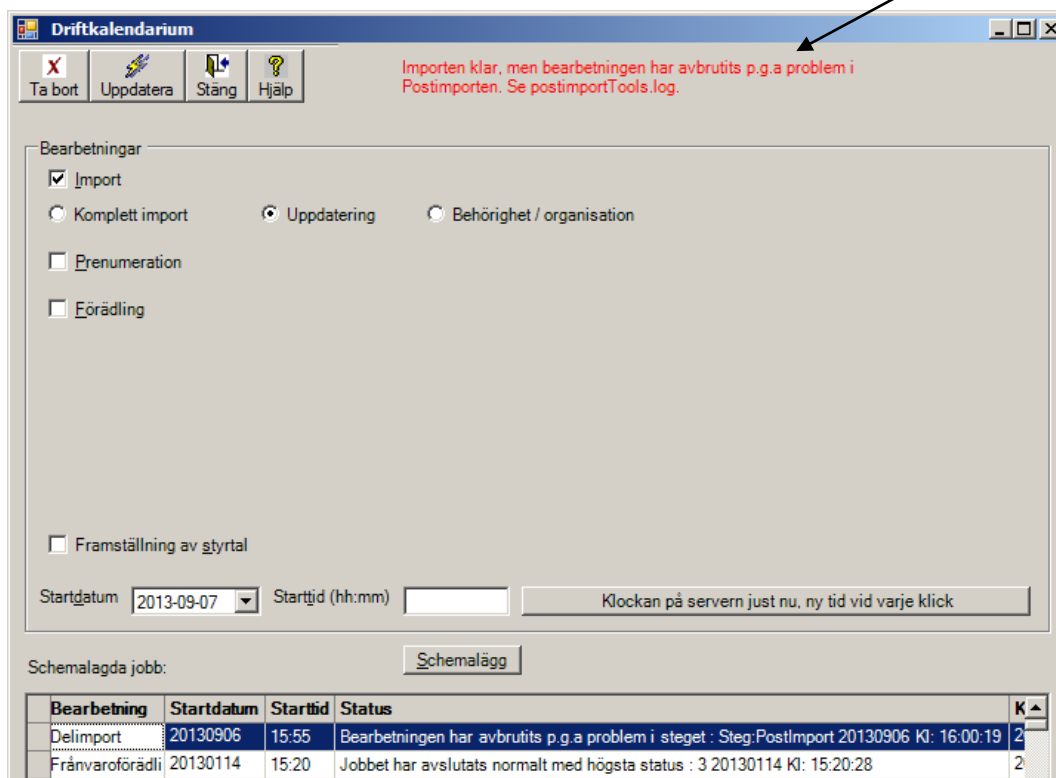 Driftkalendarium
Ta bort Uppdatera Stäng Hjälp
Importen klar, men bearbetningen har avbrutits p.g.a problem i
Postimporten. Se postimportTools.log.
Bearbetningar
Import
Komplett import Uppdatering Behörighet / organisation
Prenumeration
Förädling
Framställning av styrtal
Startdatum 2013-09-07 Starttid (hh:mm) Klockan på servern just nu, ny tid vid varje klick
Schemalagda jobb: Schemalägg
Bearbetning Startdatum Starttid Status K
Delimport 20130906 15:55 Bearbetningen har avbrutits p.g.a problem i steget : Steg:PostImport 20130906 Kl: 16:00:19 2
Frånvaroförädli 20130114 15:20 Jobbet har avslutats normalt med högsta status : 3 20130114 Kl: 15:20:28 2